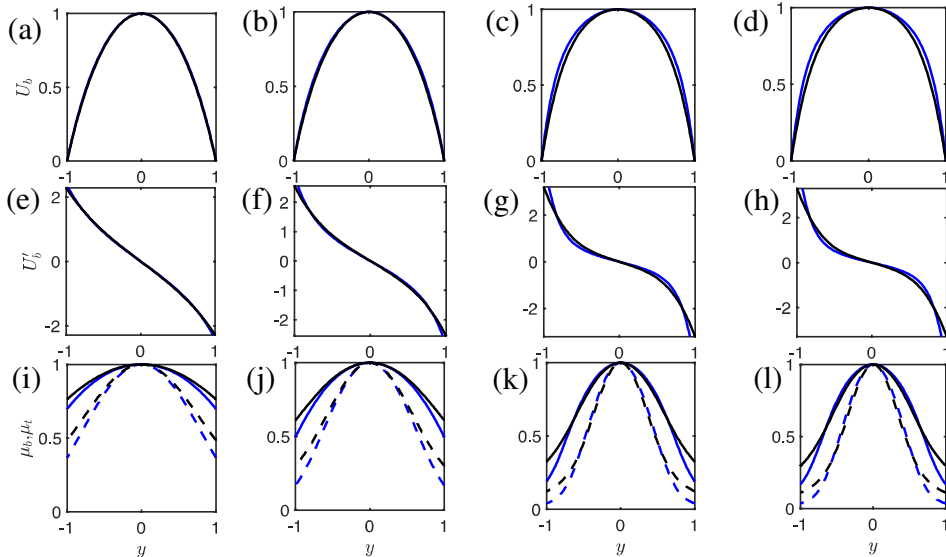 (a) (b) (c) (d)
1 1 1 1
U_b 0.5 0.5 0.5 0.5
0 0 0 0
-1 0 1 -1 0 1 -1 0 1 -1 0 1
(e) (f) (g) (h)
2 2 2 2
1
U'_b 0 0 0 0
-1
-2 -2 -2 -2
-1 0 1 -1 0 1 -1 0 1 -1 0 1
(i) (j) (k) (l)
1 1 1 1
μ_b,μ_t 0.5 0.5 0.5 0.5
0 0 0 0
-1 0 1 -1 0 1 -1 0 1 -1 0 1
y y y y